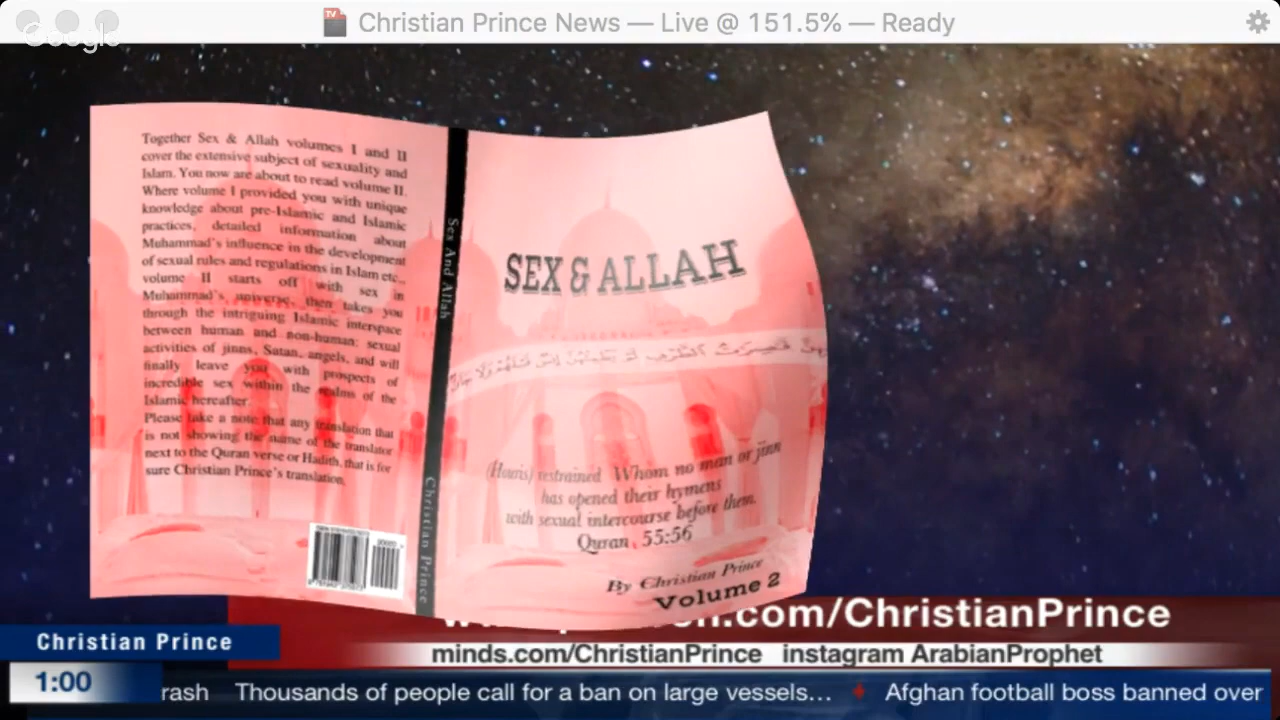 Christian Prince News — Live @ 151.5% — Ready
Google
Together Sex & Allah volumes I and II
cover the extensive subject of sexuality and
Islam. You now are about to read volume II.
Where volume I provided you with unique
knowledge about pre-Islamic and Islamic
practices, detailed information about
Muhammad's influence in the development
of sexual rules and regulations in Islam etc.,
volume II starts off with sex in
Muhammad's universe, then takes you
through the intriguing Islamic interspace
between human and non-human; sexual
activities of jinns, Satan, angels, and will
finally leave you with prospects of
incredible sex within the realms of the
Islamic hereafter.
Please take a note that any translation that
is not showing the name of the translator
next to the Quran verse or Hadith, that is for
sure Christian Prince's translation.
Sex And Allah
Christian Prince
SEX & ALLAH
قَصِرَتُ الطَّرْفِ لَمْ يَطْمِثْهُنَّ إِنسٌ قَبْلَهُمْ وَلَا جَانٌّ
(Houris) restrained Whom no man or jinn
has opened their hymens
with sexual intercourse before them.
Quran, 55:56
By Christian Prince
Volume 2
.com/ChristianPrince
Christian Prince
minds.com/ChristianPrince instagram ArabianProphet
1:00
rash Thousands of people call for a ban on large vessels... Afghan football boss banned over